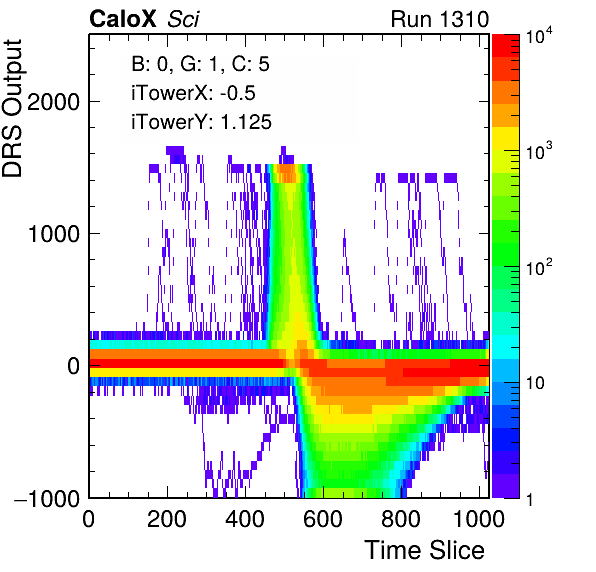 CaloX Sci Run 1310
B: 0, G: 1, C: 5
iTowerX: -0.5
iTowerY: 1.125
DRS Output
2000
1000
0
−1000
0 200 400 600 800 1000
Time Slice
10^4
10^3
10^2
10
1